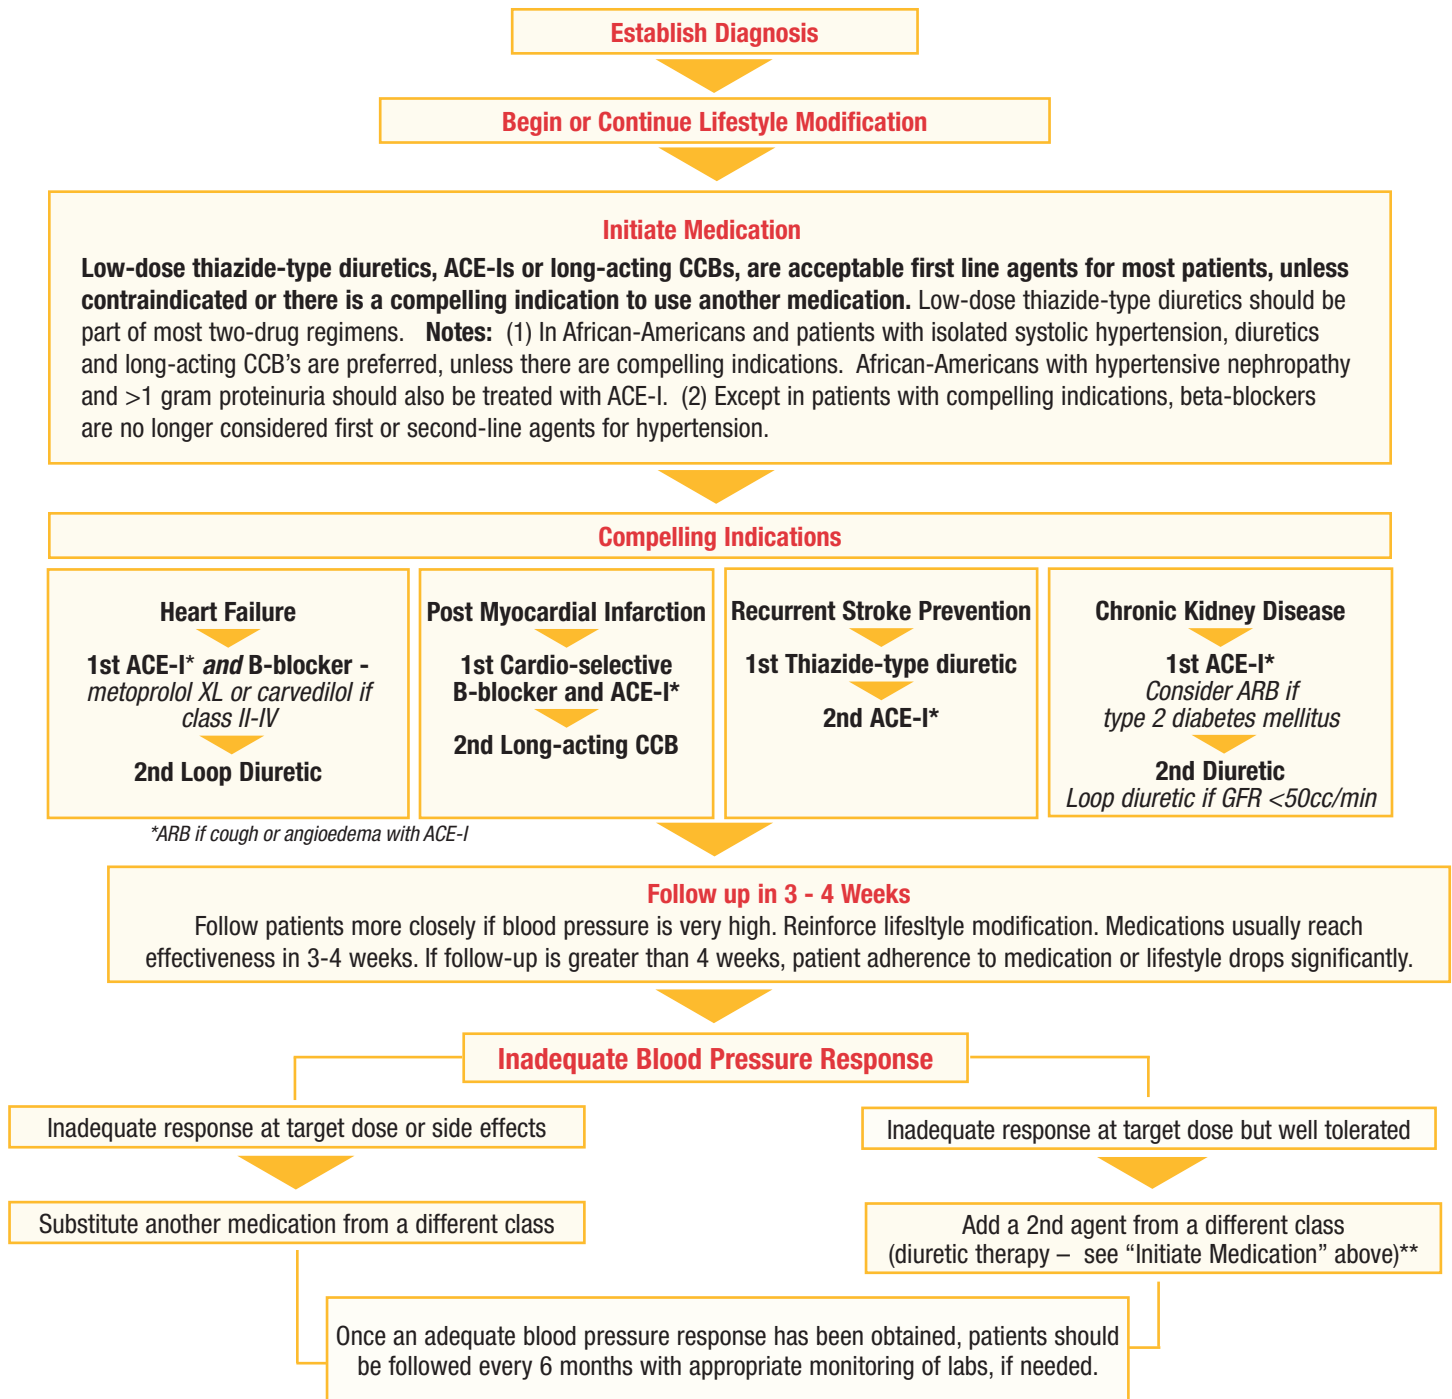 Establish Diagnosis
Begin or Continue Lifestyle Modification
Initiate Medication
Low-dose thiazide-type diuretics, ACE-Is or long-acting CCBs, are acceptable first line agents for most patients, unless
contraindicated or there is a compelling indication to use another medication. Low-dose thiazide-type diuretics should be
part of most two-drug regimens. Notes: (1) In African-Americans and patients with isolated systolic hypertension, diuretics
and long-acting CCB's are preferred, unless there are compelling indications. African-Americans with hypertensive nephropathy
and >1 gram proteinuria should also be treated with ACE-I. (2) Except in patients with compelling indications, beta-blockers
are no longer considered first or second-line agents for hypertension.
Compelling Indications
Heart Failure
1st ACE-I* and B-blocker -
metoprolol XL or carvedilol if
class II-IV
2nd Loop Diuretic
Post Myocardial Infarction
1st Cardio-selective
B-blocker and ACE-I*
2nd Long-acting CCB
Recurrent Stroke Prevention
1st Thiazide-type diuretic
2nd ACE-I*
Chronic Kidney Disease
1st ACE-I*
Consider ARB if
type 2 diabetes mellitus
2nd Diuretic
Loop diuretic if GFR <50cc/min
*ARB if cough or angioedema with ACE-I
Follow up in 3 - 4 Weeks
Follow patients more closely if blood pressure is very high. Reinforce lifesltyle modification. Medications usually reach
effectiveness in 3-4 weeks. If follow-up is greater than 4 weeks, patient adherence to medication or lifestyle drops significantly.
Inadequate Blood Pressure Response
Inadequate response at target dose or side effects
Substitute another medication from a different class
Inadequate response at target dose but well tolerated
Add a 2nd agent from a different class
(diuretic therapy – see “Initiate Medication” above)**
Once an adequate blood pressure response has been obtained, patients should
be followed every 6 months with appropriate monitoring of labs, if needed.